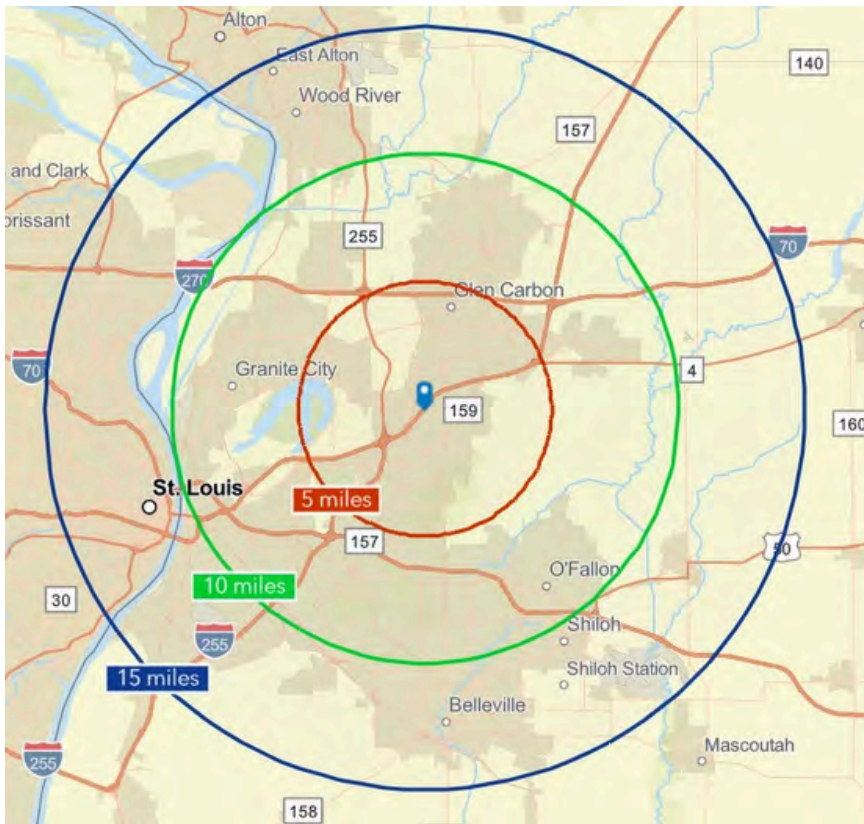 Alton
East Alton
140
Wood River
157
and Clark
orissant
255
70
270
Glen Carbon
70
4
Granite City
159
160
St. Louis
5 miles
157
50
10 miles
O'Fallon
30
255
Shiloh
15 miles
Shiloh Station
Belleville
255
Mascoutah
158